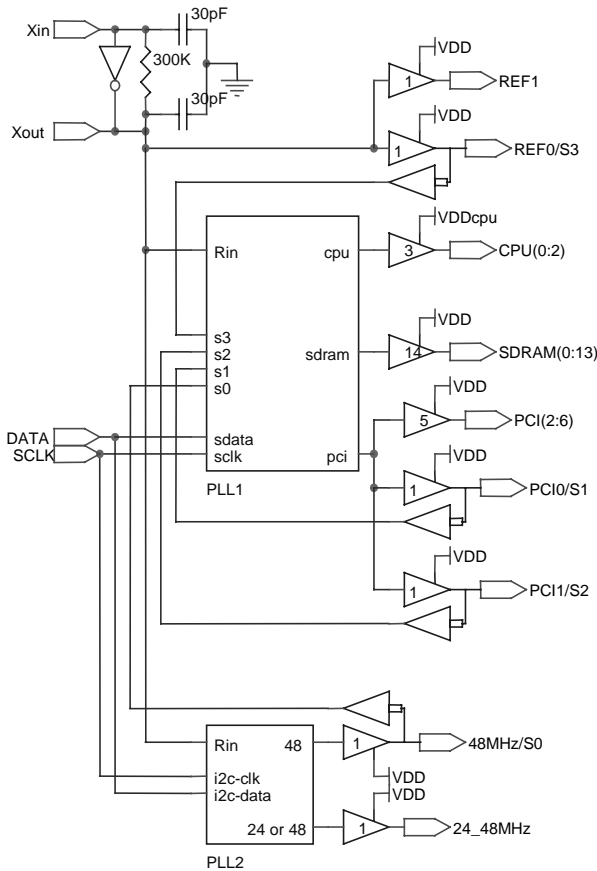 30pF
Xin
300K
30pF
Xout
VDD
1
REF1
VDD
1
REF0/S3
VDDcpu
Rin
cpu
3
CPU(0:2)
VDD
s3
s2
sdram
14
SDRAM(0:13)
s1
s0
VDD
5
PCI(2:6)
DATA
sdata
SCLK
sclk
pci
VDD
PLL1
1
PCI0/S1
VDD
1
PCI1/S2
Rin
48
1
48MHz/S0
i2c-clk
VDD
i2c-data
VDD
24 or 48
1
24_48MHz
PLL2